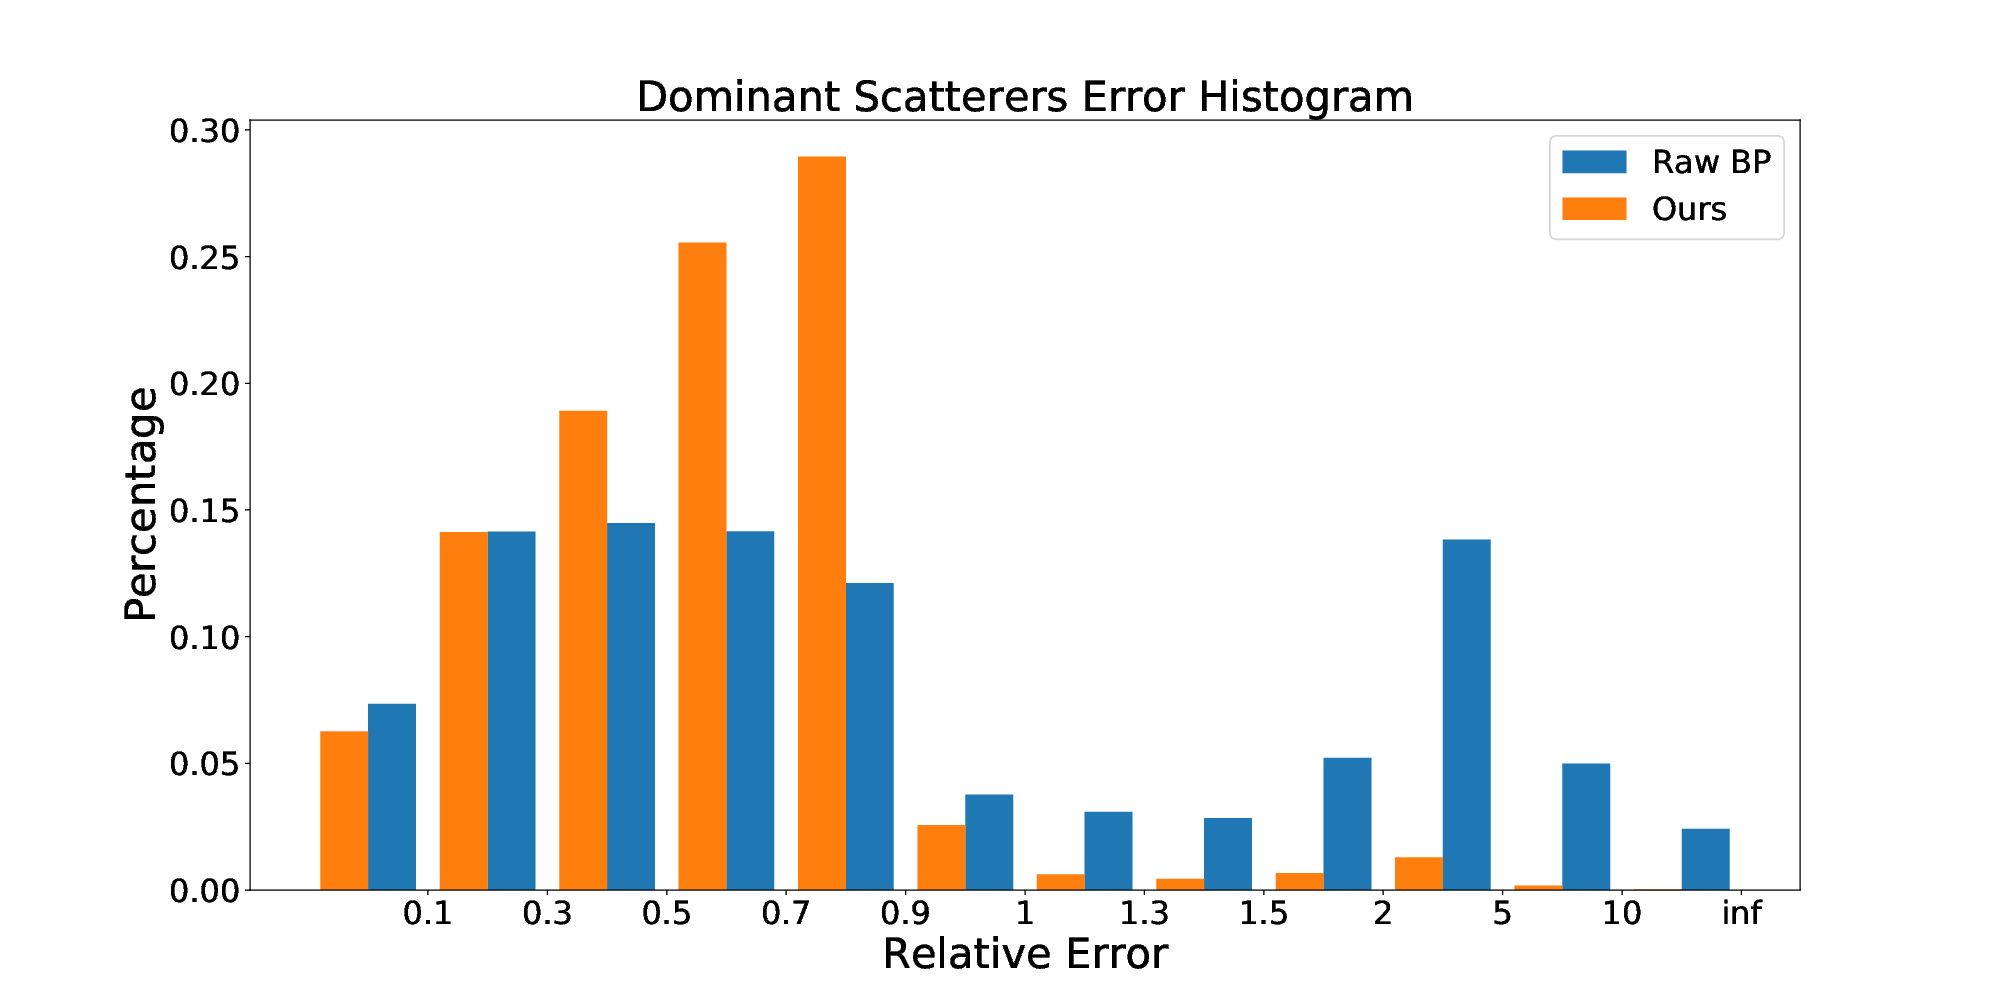 Dominant Scatterers Error Histogram
Raw BP
Ours
Percentage
0.30
0.25
0.20
0.15
0.10
0.05
0.00
0.1 0.3 0.5 0.7 0.9 1 1.3 1.5 2 5 10 inf
Relative Error